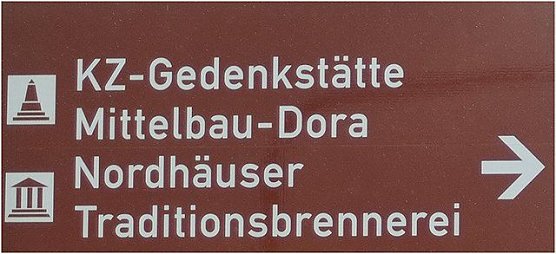 KZ-Gedenkstätte
Mittelbau-Dora
Nordhäuser
Traditionsbrennerei